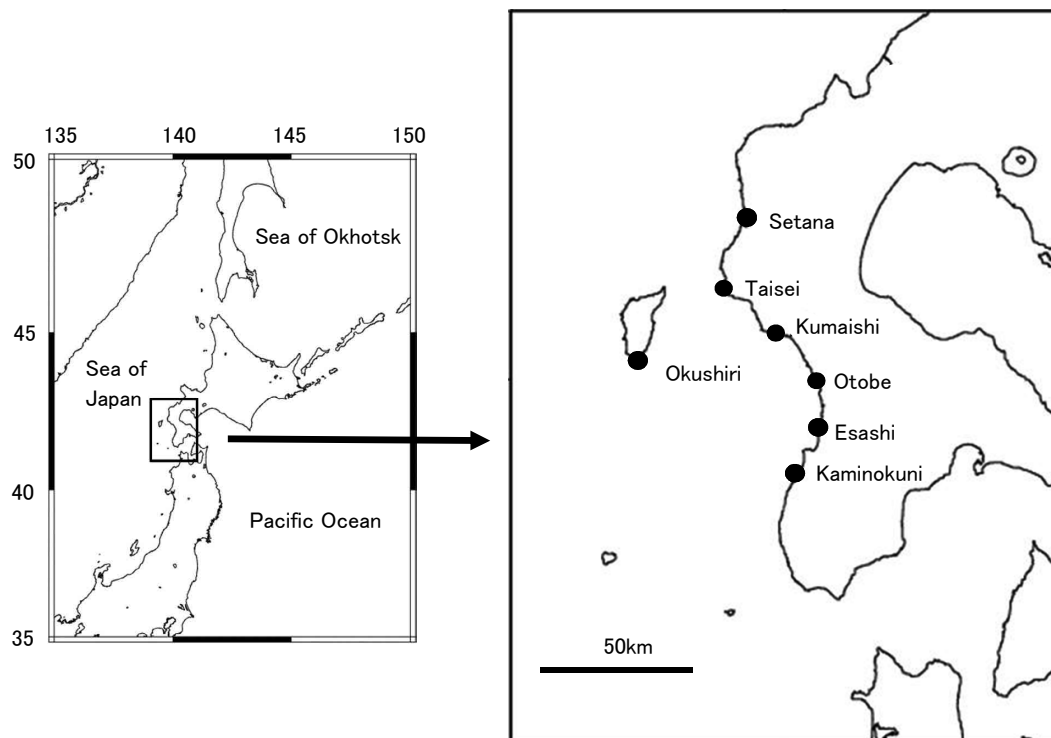 135
140
145
150
50
45
40
35
Sea of Okhotsk
Sea of
Japan
Pacific Ocean
Setana
Taisei
Kumaishi
Okushiri
Otobe
Esashi
Kaminokuni
50km